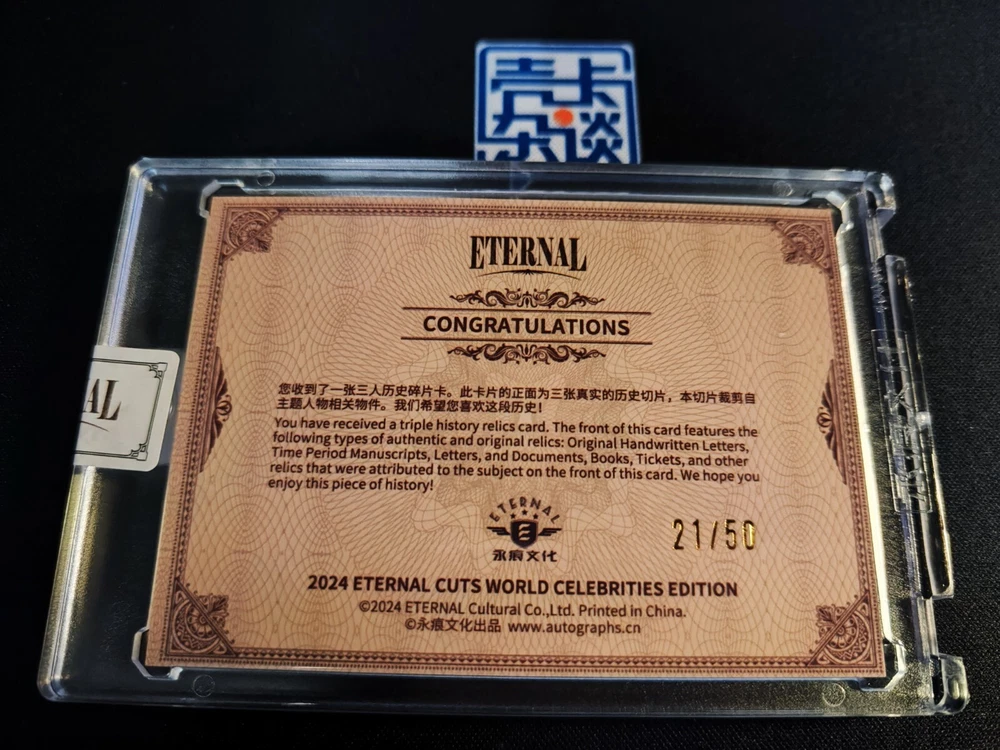 壳卡
杂谈
ETERNAL
CONGRATULATIONS
AL
您收到了一张三人历史碎片卡。此卡片的正面为三张真实的历史切片，本切片裁剪自
主题人物相关物件。我们希望您喜欢这段历史！
You have received a triple history relics card. The front of this card features the
following types of authentic and original relics: Original Handwritten Letters,
Time Period Manuscripts, Letters, and Documents, Books, Tickets, and other
relics that were attributed to the subject on the front of this card. We hope you
enjoy this piece of history!
ETERNAL
永痕文化
21/50
2024 ETERNAL CUTS WORLD CELEBRITIES EDITION
©2024 ETERNAL Cultural Co.,Ltd. Printed in China.
©永痕文化出品 www.autographs.cn